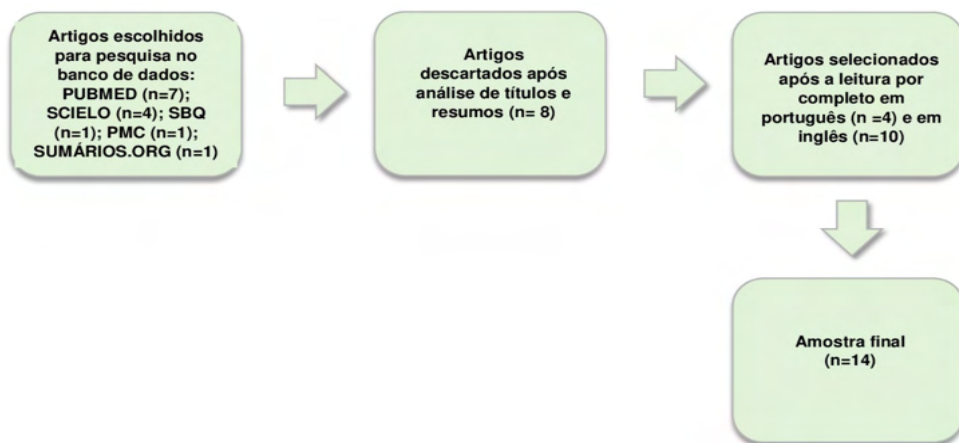 Artigos escolhidos
para pesquisa no
banco de dados:
PUBMED (n=7);
SCIELO (n=4); SBQ
(n=1); PMC (n=1);
SUMÁRIOS.ORG (n=1)
Artigos
descartados após
análise de títulos e
resumos (n= 8)
Artigos selecionados
após a leitura por
completo em
português (n =4) e em
inglês (n=10)
Amostra final
(n=14)